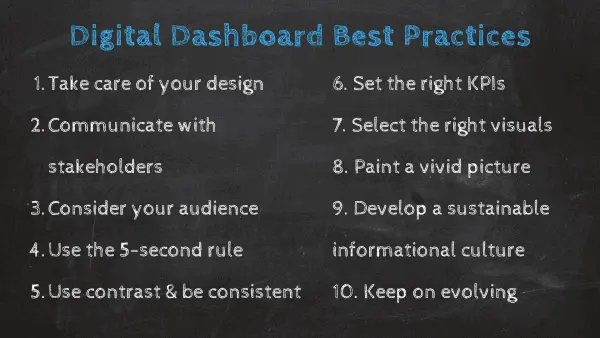 Digital Dashboard Best Practices
1. Take care of your design
2. Communicate with
stakeholders
3. Consider your audience
4. Use the 5-second rule
5. Use contrast & be consistent
6. Set the right KPIs
7. Select the right visuals
8. Paint a vivid picture
9. Develop a sustainable
informational culture
10. Keep on evolving